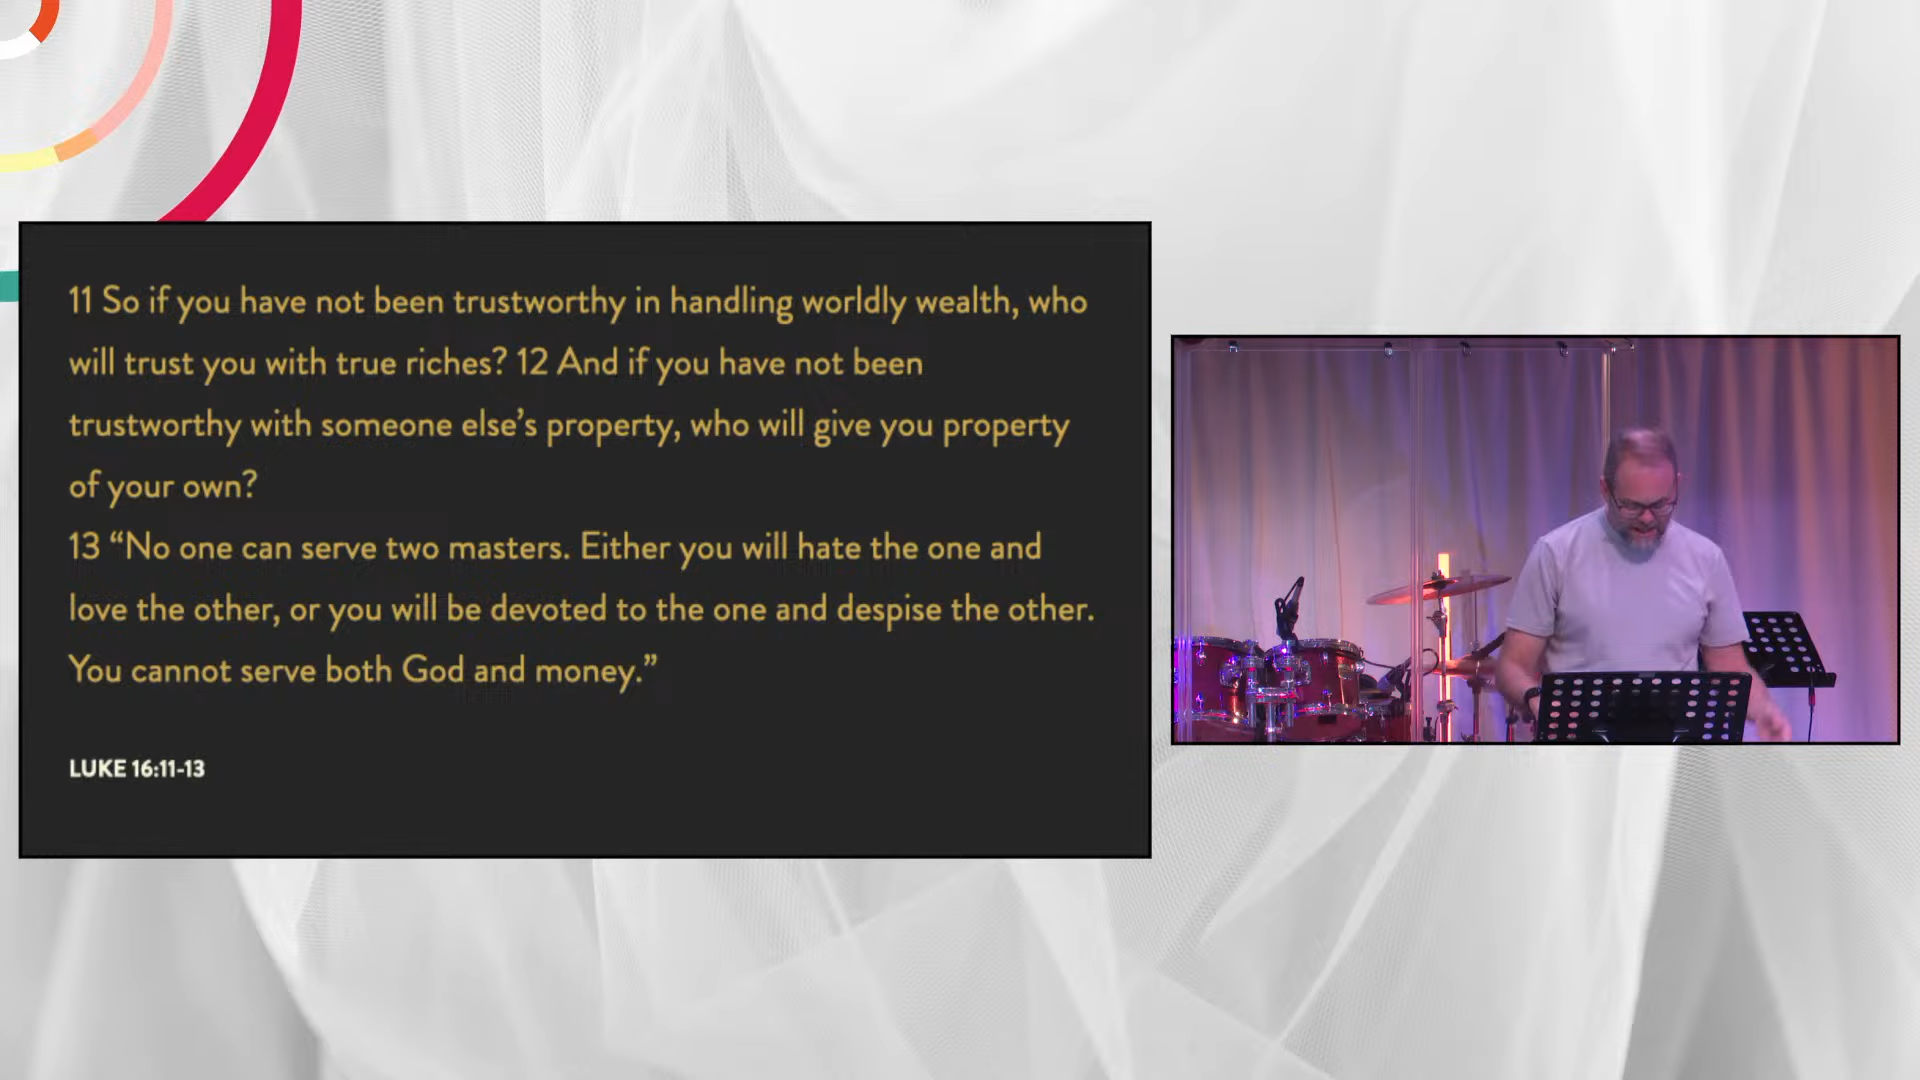 11 So if you have not been trustworthy in handling worldly wealth, who
will trust you with true riches? 12 And if you have not been
trustworthy with someone else’s property, who will give you property
of your own?
13 “No one can serve two masters. Either you will hate the one and
love the other, or you will be devoted to the one and despise the other.
You cannot serve both God and money.”
LUKE 16:11-13